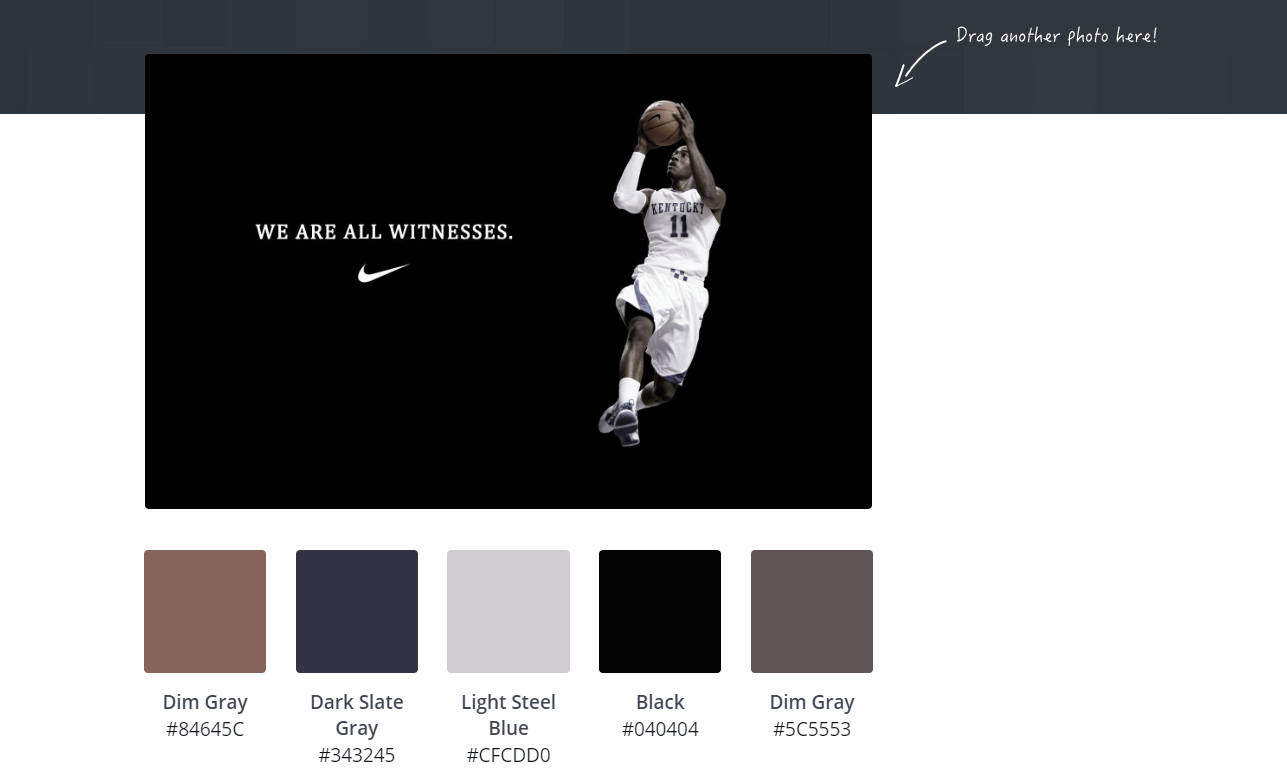 Drag another photo here!
WE ARE ALL WITNESSES.
KENTUCKY
11
Dim Gray
#84645C
Dark Slate
Gray
#343245
Light Steel
Blue
#CFCDD0
Black
#040404
Dim Gray
#5C5553